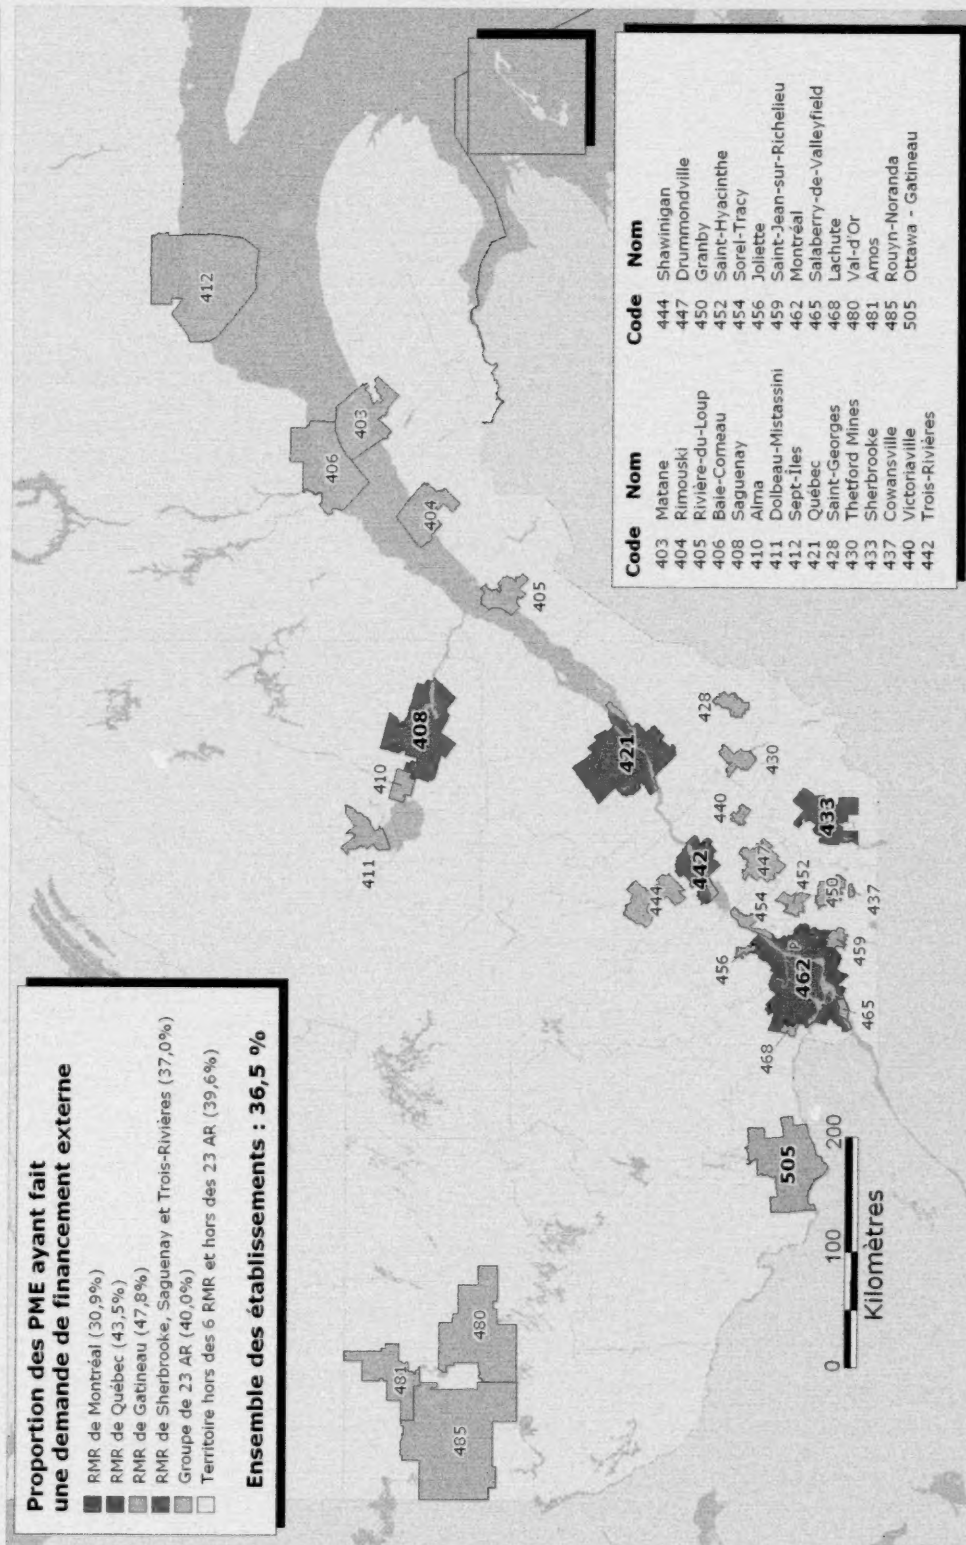 Proportion des PME ayant fait
une demande de financement externe
RMR de Montréal (30,9%)
RMR de Québec (43,5%)
RMR de Gatineau (47,8%)
RMR de Sherbrooke, Saguenay et Trois-Rivières (37,0%)
Groupe de 23 AR (40,0%)
Territoire hors des 6 RMR et hors des 23 AR (39,6%)
Ensemble des établissements : 36,5 %
412
406
403
404
405
408
410
411
421
428
430
440
433
442
447
444
452
450
437
454
456
462
459
465
468
505
480
481
485
0 100 200
Kilomètres
Code Nom
403 Matane
404 Rimouski
405 Rivière-du-Loup
406 Baie-Comeau
408 Saguenay
410 Alma
411 Dolbeau-Mistassini
412 Sept-Îles
421 Québec
428 Saint-Georges
430 Thetford Mines
433 Sherbrooke
437 Cowansville
440 Victoriaville
442 Trois-Rivières
Code Nom
444 Shawinigan
447 Drummondville
450 Granby
452 Saint-Hyacinthe
454 Sorel-Tracy
456 Joliette
459 Saint-Jean-sur-Richelieu
462 Montréal
465 Salaberry-de-Valleyfield
468 Lachute
480 Val-d'Or
481 Amos
485 Rouyn-Noranda
505 Ottawa - Gatineau